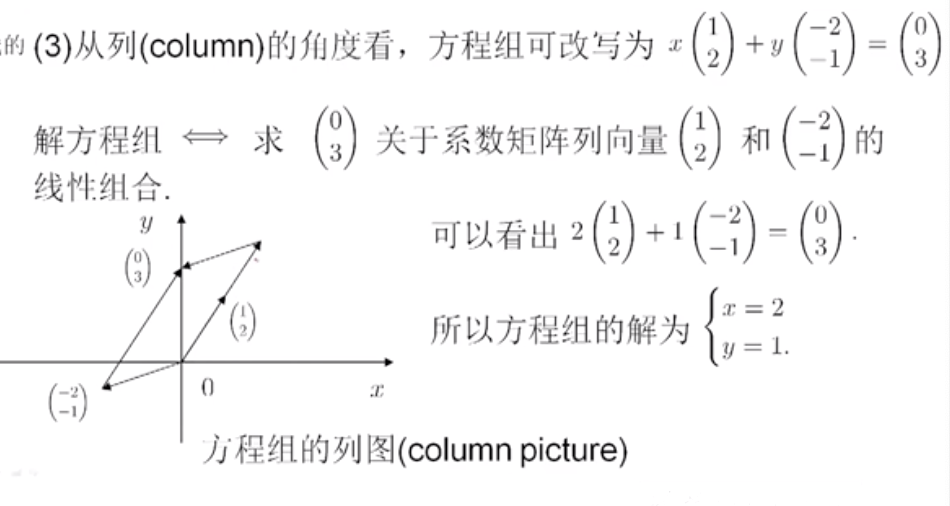 的 (3)从列(column)的角度看，方程组可改写为 $x\begin{pmatrix}1\\2\end{pmatrix}+y\begin{pmatrix}-2\\-1\end{pmatrix}=\begin{pmatrix}0\\3\end{pmatrix}$
解方程组 $\Longleftrightarrow$ 求 $\begin{pmatrix}0\\3\end{pmatrix}$ 关于系数矩阵列向量 $\begin{pmatrix}1\\2\end{pmatrix}$ 和 $\begin{pmatrix}-2\\-1\end{pmatrix}$ 的
线性组合.
可以看出 $2\begin{pmatrix}1\\2\end{pmatrix}+1\begin{pmatrix}-2\\-1\end{pmatrix}=\begin{pmatrix}0\\3\end{pmatrix}.$
所以方程组的解为 $\begin{cases}x=2\\y=1.\end{cases}$
$y$
$\begin{pmatrix}0\\3\end{pmatrix}$
$\begin{pmatrix}1\\2\end{pmatrix}$
$\begin{pmatrix}-2\\-1\end{pmatrix}$
0
$x$
方程组的列图(column picture)